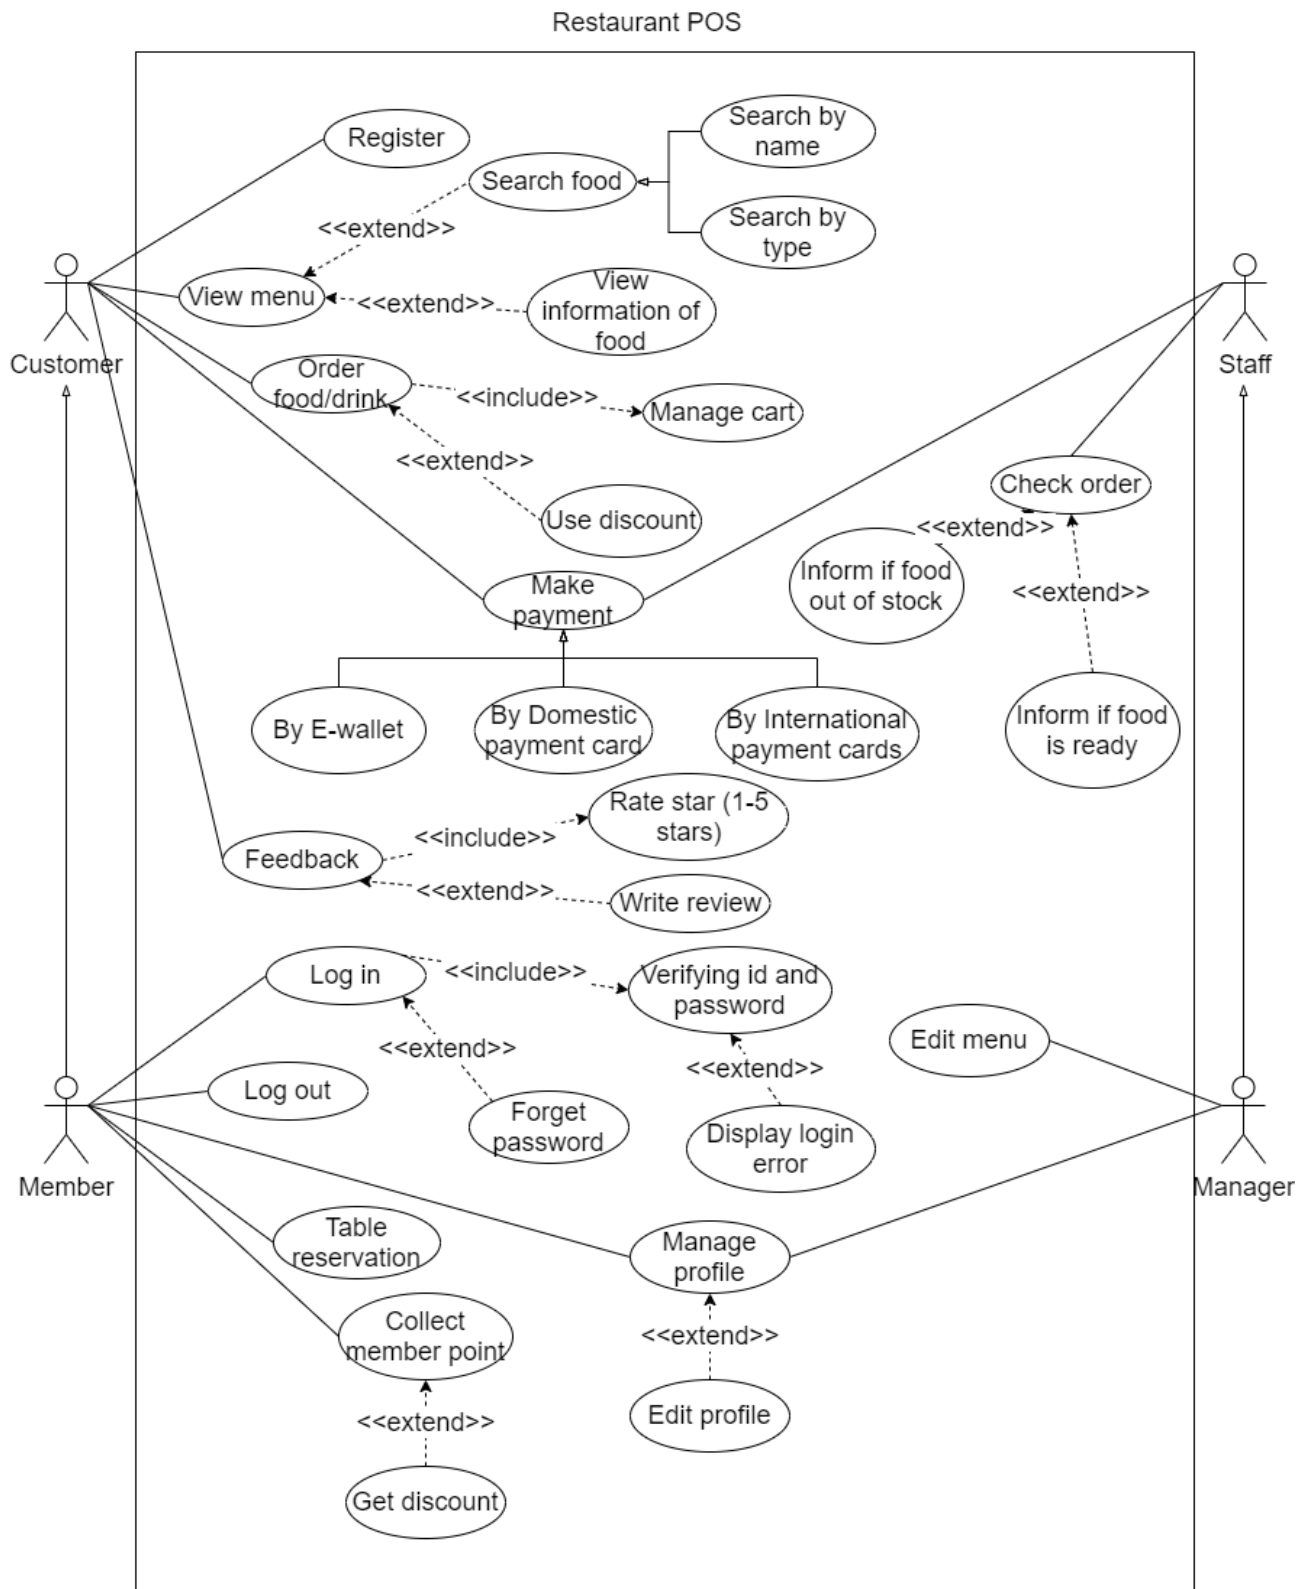 Restaurant POS
Register
Search by
name
Search food
Search by
type
<<extend>>
View menu
<<extend>>
View
information of
food
Customer
Staff
Order
food/drink
<<include>>
Manage cart
<<extend>>
Use discount
Check order
<<extend>>
Inform if food
out of stock
<<extend>>
Make
payment
By E-wallet
By Domestic
payment card
By International
payment cards
Inform if food
is ready
Rate star (1-5
stars)
<<include>>
Feedback
<<extend>>
Write review
Log in
<<include>>
Verifying id and
password
<<extend>>
<<extend>>
Edit menu
Log out
Forget
password
Display login
error
Member
Manager
Table
reservation
Manage
profile
Collect
member point
<<extend>>
<<extend>>
Edit profile
Get discount